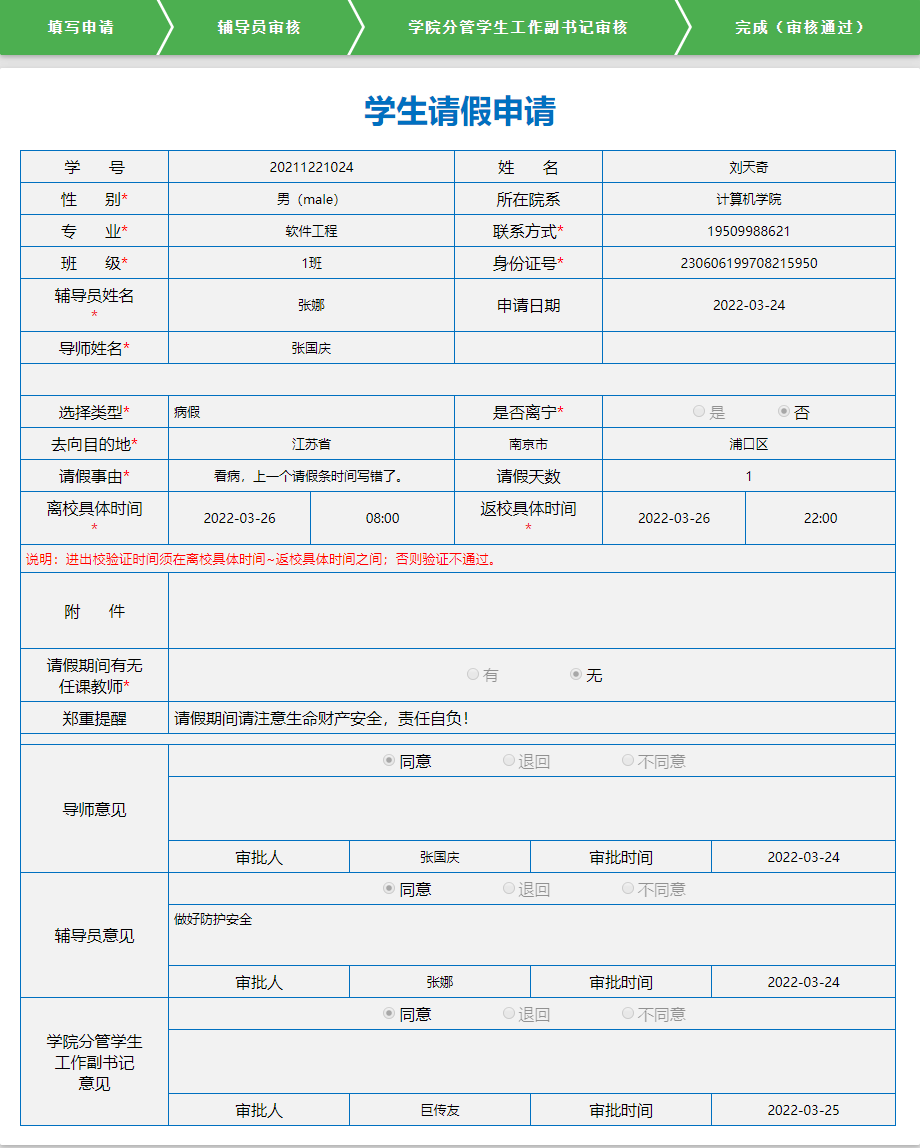 填写申请 辅导员审核 学院分管学生工作副书记审核 完成（审核通过）
学生请假申请
学 号 20211221024 姓 名 刘天奇
性 别* 男（male） 所在院系 计算机学院
专 业* 软件工程 联系方式* 19509988621
班 级* 1班 身份证号* 230606199708215950
辅导员姓名
* 张娜 申请日期 2022-03-24
导师姓名* 张国庆
选择类型* 病假 是否离宁* 是 否
去向目的地* 江苏省 南京市 浦口区
请假事由* 看病，上一个请假条时间写错了。 请假天数 1
离校具体时间
* 2022-03-26 08:00 返校具体时间
* 2022-03-26 22:00
说明：进出校验证时间须在离校具体时间~返校具体时间之间；否则验证不通过。
附 件
请假期间有无
任课教师* 有 无
郑重提醒 请假期间请注意生命财产安全，责任自负！
导师意见 同意 退回 不同意
审批人 张国庆 审批时间 2022-03-24
辅导员意见 同意 退回 不同意
做好防护安全
审批人 张娜 审批时间 2022-03-24
学院分管学生
工作副书记
意见 同意 退回 不同意
审批人 巨传友 审批时间 2022-03-25